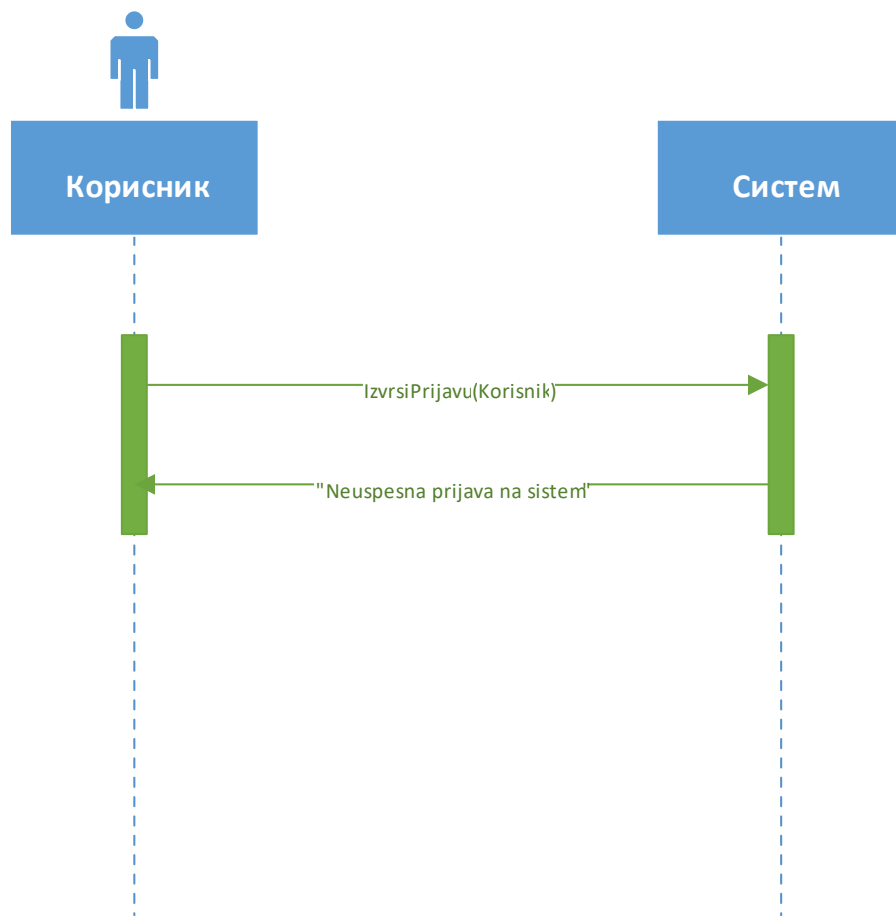 Корисник
Систем
IzvrsiPrijavu(Korisnik)
"Neuspesna prijava na sistem"